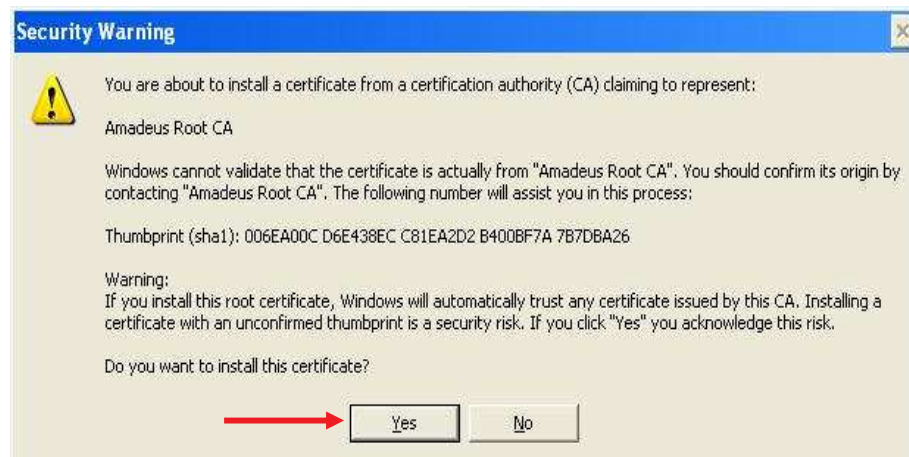 Security Warning
You are about to install a certificate from a certification authority (CA) claiming to represent:
Amadeus Root CA
Windows cannot validate that the certificate is actually from "Amadeus Root CA". You should confirm its origin by
contacting "Amadeus Root CA". The following number will assist you in this process:
Thumbprint (sha1): 006EA00C D6E438EC C81EA2D2 B400BF7A 7B7DBA26
Warning:
If you install this root certificate, Windows will automatically trust any certificate issued by this CA. Installing a
certificate with an unconfirmed thumbprint is a security risk. If you click "Yes" you acknowledge this risk.
Do you want to install this certificate?
Yes No